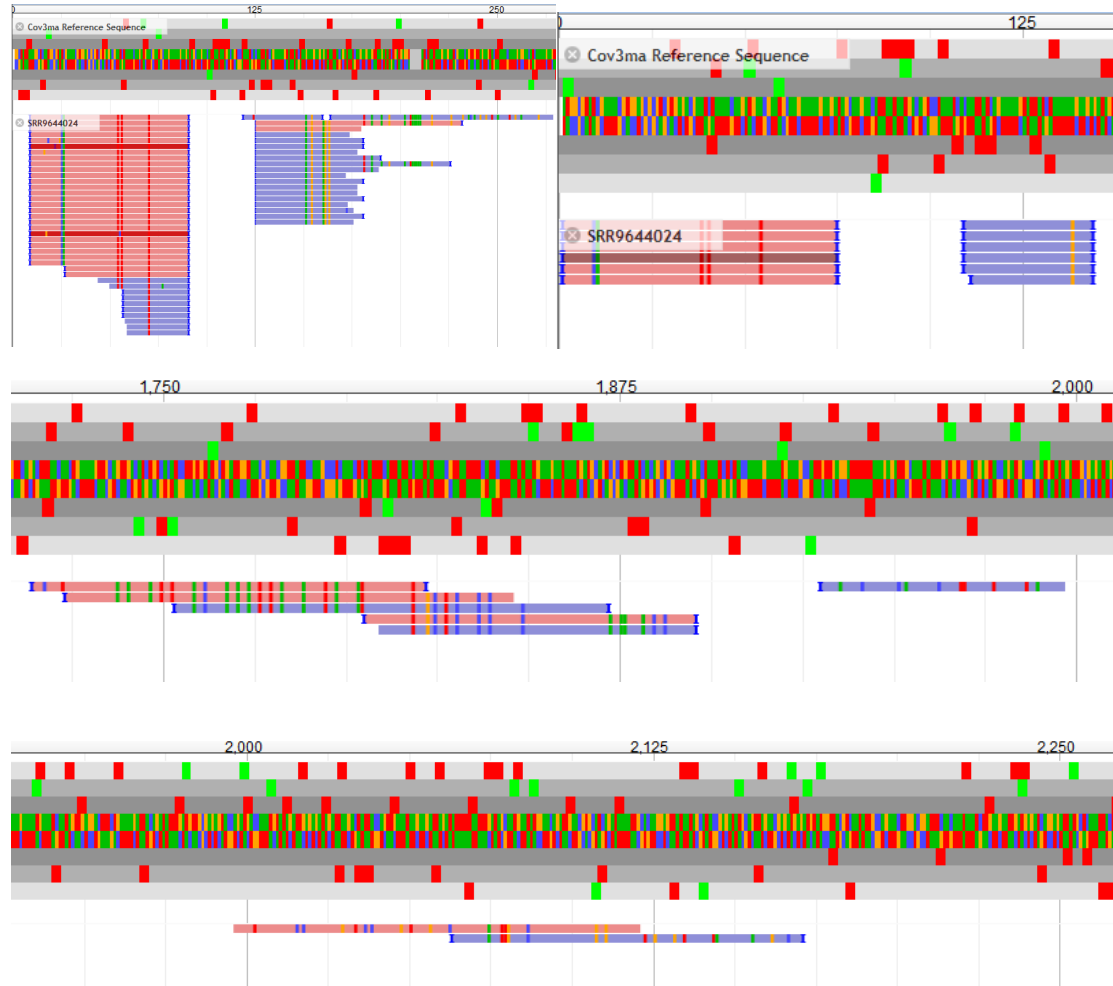 0 125 250
Cov3ma Reference Sequence
SRR9644024
0 125
Cov3ma Reference Sequence
SRR9644024
1,750 1,875 2,000
2,000 2,125 2,250